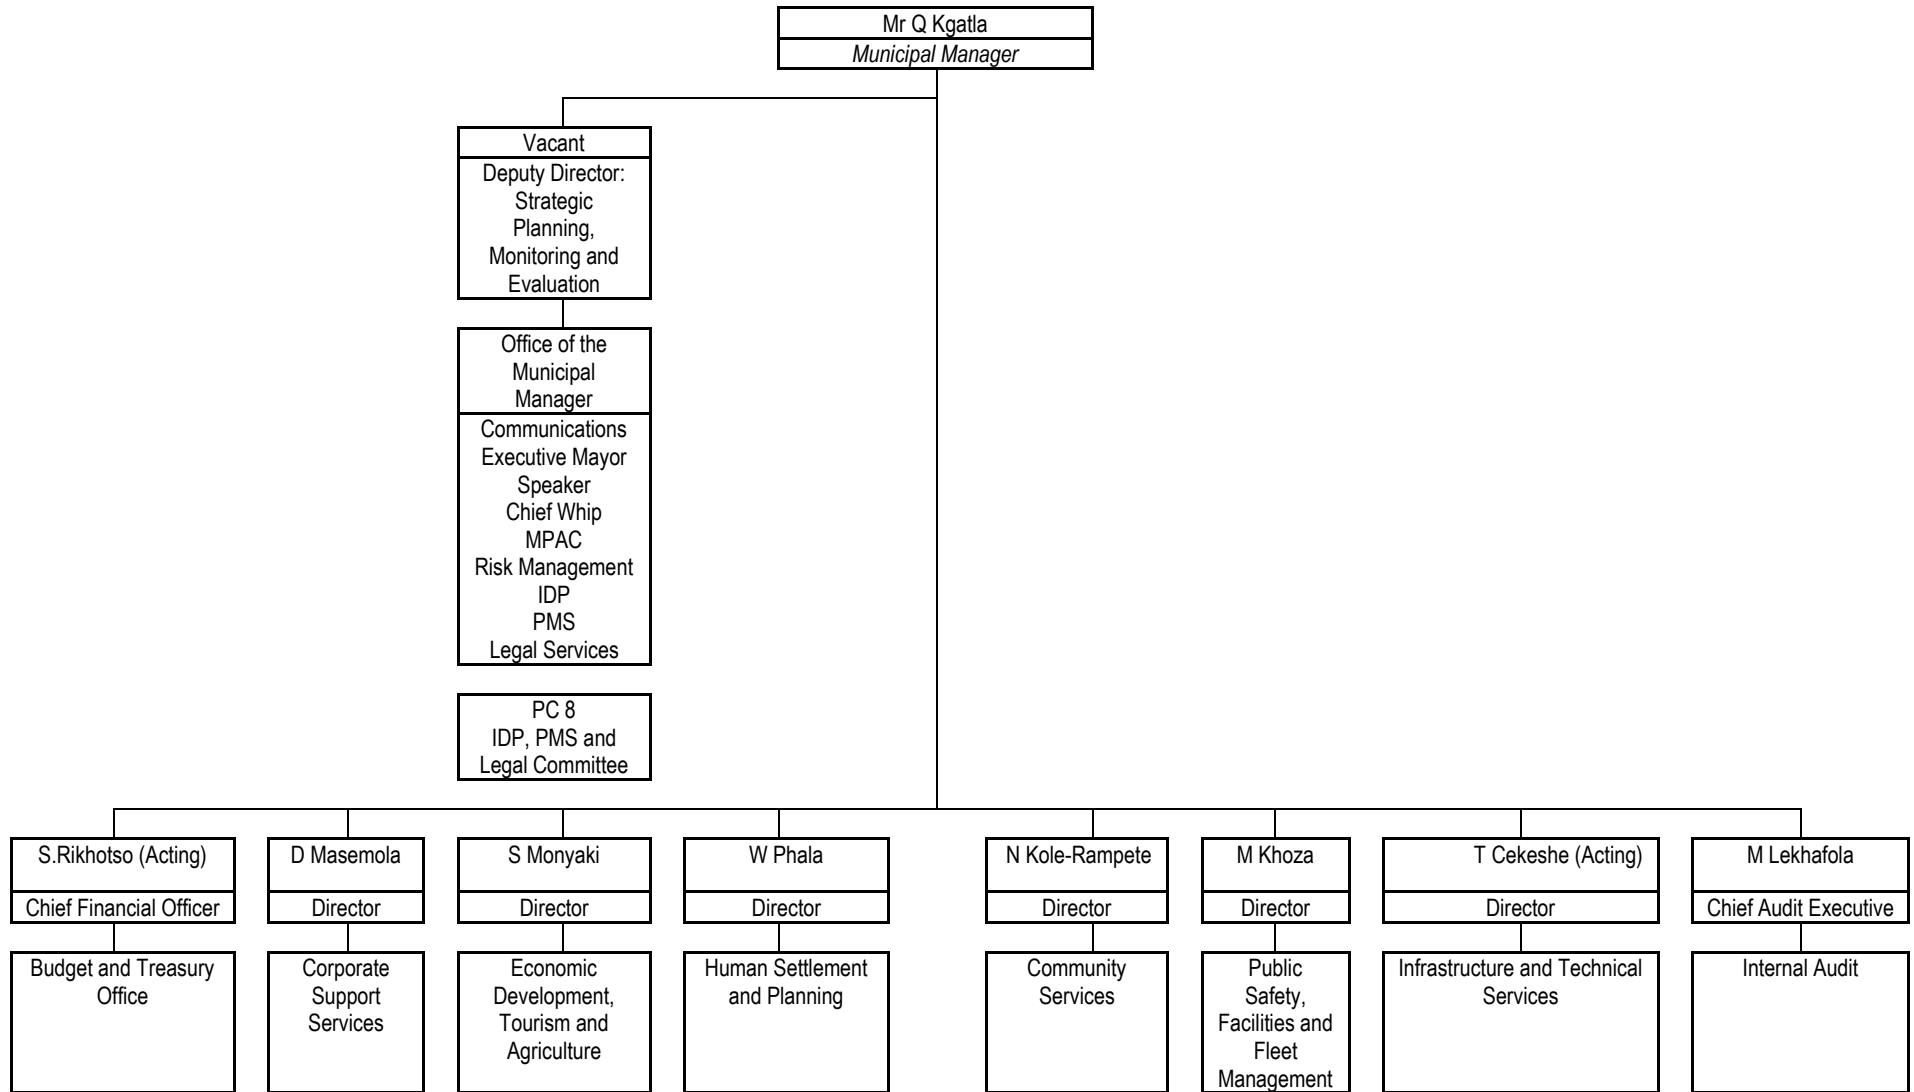 Mr Q Kgatla
Municipal Manager
Vacant
Deputy Director:
Strategic
Planning,
Monitoring and
Evaluation
Office of the
Municipal
Manager
Communications
Executive Mayor
Speaker
Chief Whip
MPAC
Risk Management
IDP
PMS
Legal Services
PC 8
IDP, PMS and
Legal Committee
S.Rikhotso (Acting)
Chief Financial Officer
Budget and Treasury
Office
D Masemola
Director
Corporate
Support
Services
S Monyaki
Director
Economic
Development,
Tourism and
Agriculture
W Phala
Director
Human Settlement
and Planning
N Kole-Rampete
Director
Community
Services
M Khoza
Director
Public
Safety,
Facilities and
Fleet
Management
T Cekeshe (Acting)
Director
Infrastructure and Technical
Services
M Lekhafola
Chief Audit Executive
Internal Audit